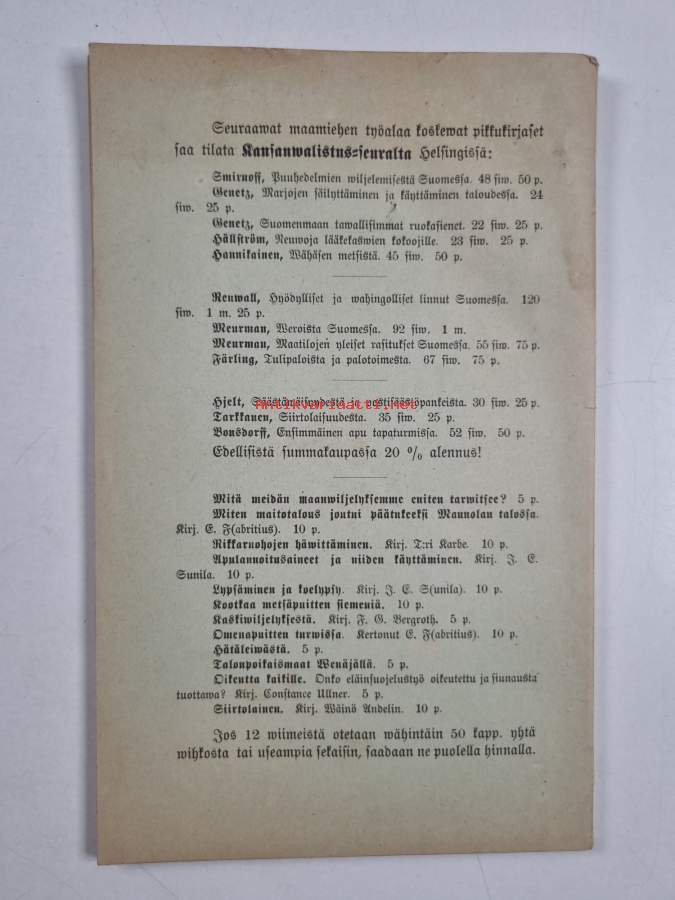 Seuraawat maamiehen työalaa koskewat pikkukirjaset
saa tilata Kansanwalistus=seuralta Helsingissä:
Smirnoff, Puuhedelmien wiljelemisestä Suomessa. 48 siw. 50 p.
Genetz, Marjojen säilyttäminen ja käyttäminen taloudessa. 24
siw. 25 p.
Genetz, Suomenmaan tawallisimmat ruokasienet. 22 siw. 25 p.
Hällström, Neuwoja lääkekaswien kokoojille. 23 siw. 25 p.
Hannikainen, Wähäsen metsistä. 45 siw. 50 p.
Neuwall, Hyödylliset ja wahingolliset linnut Suomessa. 120
siw. 1 m. 25 p.
Meurman, Weroista Suomessa. 92 siw. 1 m.
Meurman, Maatilojen yleiset rasitukset Suomessa. 55 siw. 75 p.
Färling, Tulipaloista ja palotoimesta. 67 siw. 75 p.
Hjelt, Säästäwäisyydestä ja postisäästöpankeista. 30 siw. 25 p.
Antikvariaatti.net
Tarkkanen, Siirtolaisuudesta. 35 siw. 25 p.
Bonsdorff, Ensimmäinen apu tapaturmissa. 52 siw. 50 p.
Edellisistä summakaupassa 20 % alennus!
Mitä meidän maanwiljelyksemme eniten tarwitsee? 5 p.
Miten maitotalous joutui päätukeeksi Maunolan talossa.
Kirj. E. F(abritius). 10 p.
Rikkaruohojen häwittäminen. Kirj. T:ri Karbe. 10 p.
Apulannoitusaineet ja niiden käyttäminen. Kirj. J. E.
Sunila. 10 p.
Lypsäminen ja koelypsy. Kirj. J. E. S(unila). 10 p.
Kootkaa metsäpuitten siemeniä. 10 p.
Kaskiwiljelyksestä. Kirj. F. G. Bergroth. 5 p.
Omenapuitten turwissa. Kertonut E. F(abritius). 10 p.
Hätäleiwästä. 5 p.
Talonpoikaismaat Wenäjällä. 5 p.
Oikeutta kaikille. Onko eläinsuojelustyö oikeutettu ja siunausta
tuottawa? Kirj. Constance Ullner. 5 p.
Siirtolainen. Kirj. Wäinö Andelin. 10 p.
Jos 12 wiimeistä otetaan wähintäin 50 kapp. yhtä
wihkosta tai useampia sekaisin, saadaan ne puolella hinnalla.